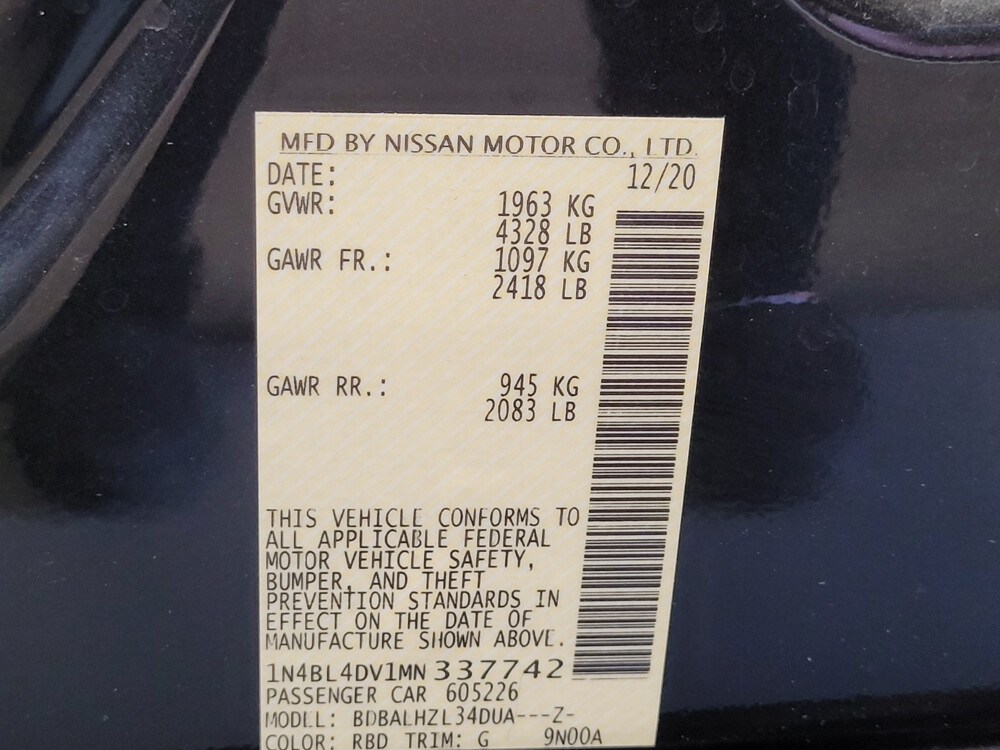 MFD BY NISSAN MOTOR CO., LTD.
DATE: 12/20
GVWR: 1963 KG
4328 LB
GAWR FR.: 1097 KG
2418 LB
GAWR RR.: 945 KG
2083 LB
THIS VEHICLE CONFORMS TO
ALL APPLICABLE FEDERAL
MOTOR VEHICLE SAFETY,
BUMPER, AND THEFT
PREVENTION STANDARDS IN
EFFECT ON THE DATE OF
MANUFACTURE SHOWN ABOVE.
1N4BL4DV1MN337742
PASSENGER CAR 605226
MODEL: BDBALHZL34DUA---Z-
COLOR: RBD TRIM: G 9N00A